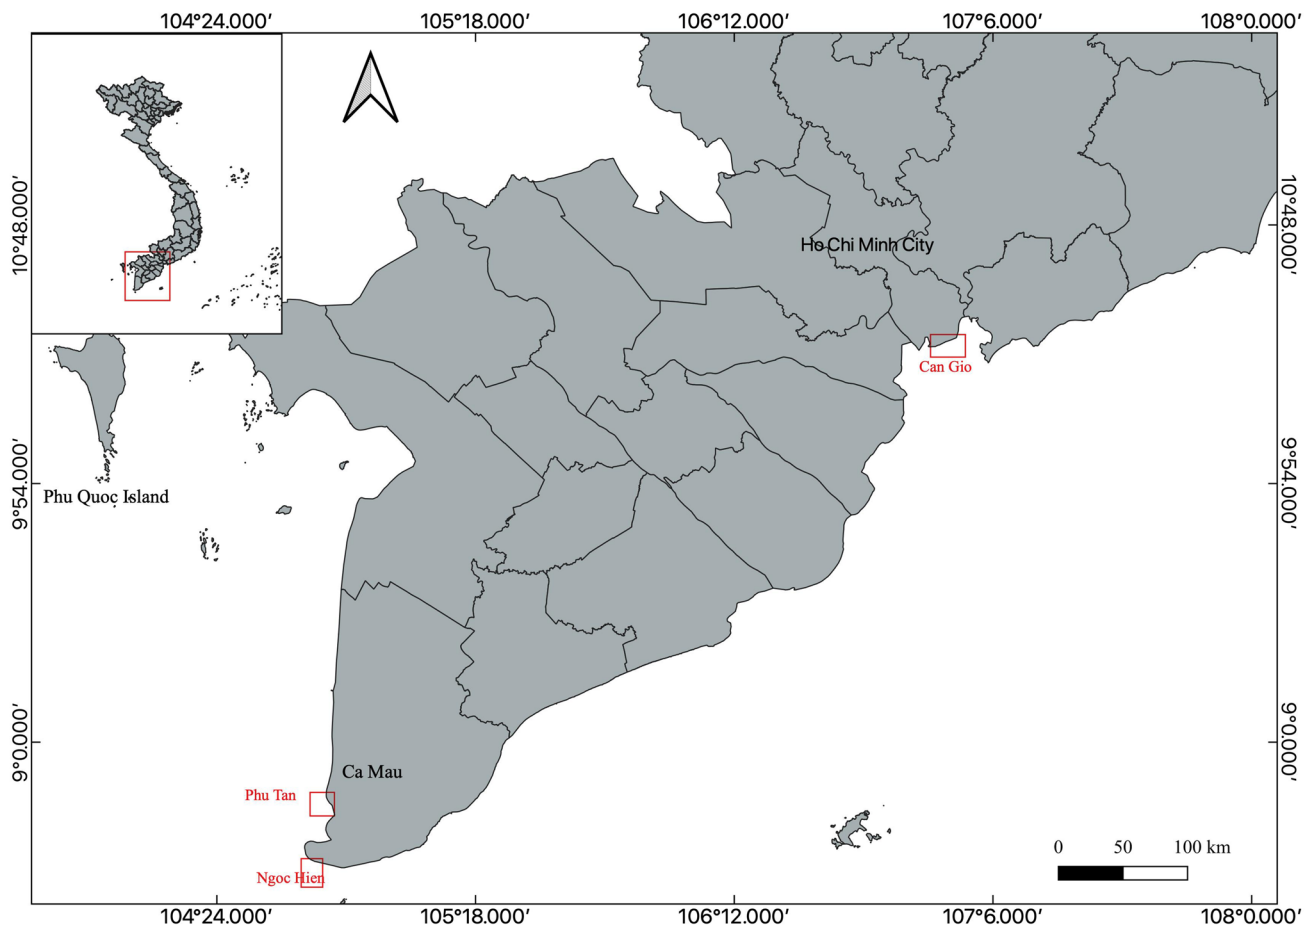 104°24.000′ 105°18.000′ 106°12.000′ 107°6.000′ 108°0.000′
10°48.000′
10°48.000′
Ho Chi Minh City
Can Gio
9°54.000′
9°54.000′
Phu Quoc Island
9°0.000′
9°0.000′
Ca Mau
Phu Tan
0 50 100 km
Ngoc Hien
104°24.000′ 105°18.000′ 106°12.000′ 107°6.000′ 108°0.000′